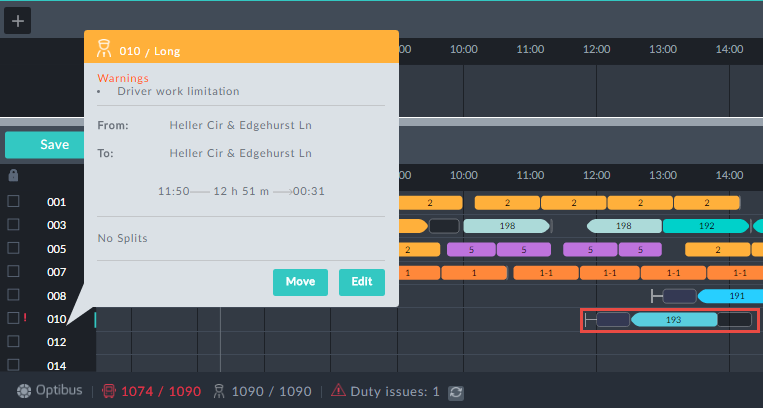 +
010 / Long
10:00 11:00 12:00 13:00 14:00
Warnings
• Driver work limitation
From: Heller Cir & Edgehurst Ln
To: Heller Cir & Edgehurst Ln
11:50 12 h 51 m 00:31
No Splits
Move Edit
Save
10:00 11:00 12:00 13:00 14:00
001 2 2 2 2 2
003 198 198 192
005 6 5 5 5 5 2
007 1 1 1-1 1-1 1-1 1-1
008 191
! 010 193
012
014
Optibus 1074 / 1090 1090 / 1090 Duty issues: 1